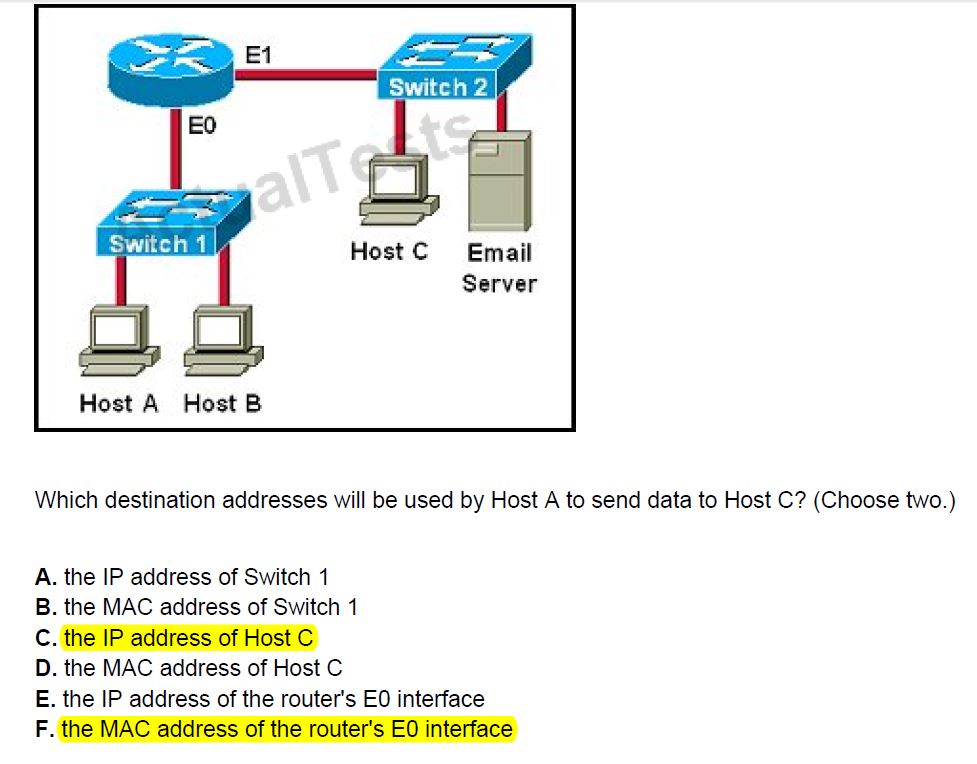 E1
Switch 2
E0
Switch 1
Host C
Email
Server
Host A Host B
Which destination addresses will be used by Host A to send data to Host C? (Choose two.)
A. the IP address of Switch 1
B. the MAC address of Switch 1
C. the IP address of Host C
D. the MAC address of Host C
E. the IP address of the router's E0 interface
F. the MAC address of the router's E0 interface